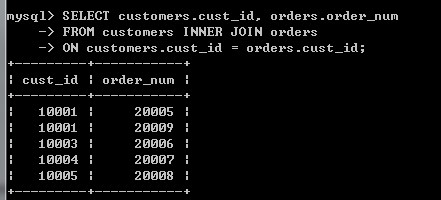 mysql> SELECT customers.cust_id, orders.order_num
    -> FROM customers INNER JOIN orders
    -> ON customers.cust_id = orders.cust_id;
+---------+-----------+
| cust_id | order_num |
+---------+-----------+
|   10001 |     20005 |
|   10001 |     20009 |
|   10003 |     20006 |
|   10004 |     20007 |
|   10005 |     20008 |
+---------+-----------+